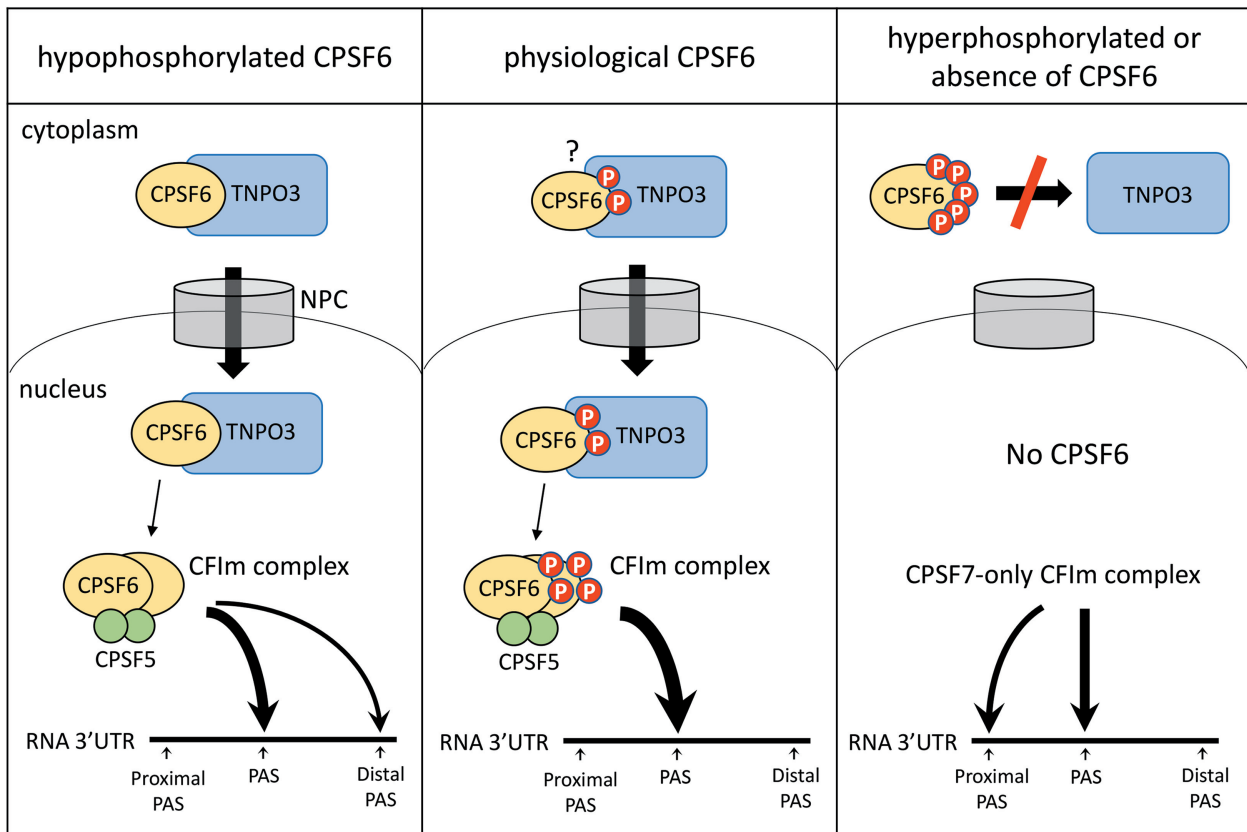 hypophosphorylated CPSF6
cytoplasm
CPSF6
TNPO3
NPC
nucleus
CPSF6
TNPO3
CPSF6
CFIm complex
CPSF5
RNA 3'UTR
Proximal
PAS
PAS
Distal
PAS
physiological CPSF6
?
CPSF6
P
P
TNPO3
CPSF6
P
P
TNPO3
CPSF6
P
P
P
P
CFIm complex
CPSF5
RNA 3'UTR
Proximal
PAS
PAS
Distal
PAS
hyperphosphorylated or
absence of CPSF6
CPSF6
P
P
P
P
P
TNPO3
No CPSF6
CPSF7-only CFIm complex
RNA 3'UTR
Proximal
PAS
PAS
Distal
PAS